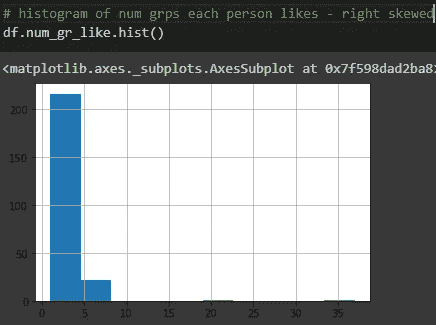 # histogram of num grps each person likes - right skewed
df.num_gr_like.hist()
<matplotlib.axes._subplots.AxesSubplot at 0x7f598dad2ba8>
200
150
100
50
0
0 5 10 15 20 25 30 35